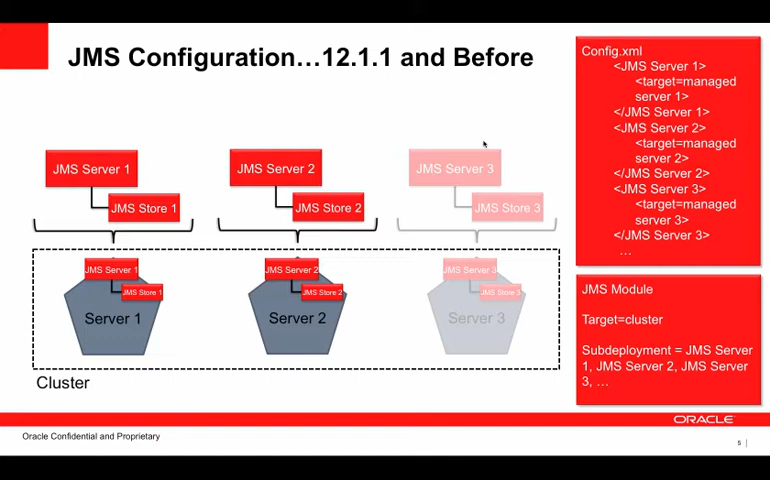 JMS Configuration…12.1.1 and Before
Config.xml
<JMS Server 1>
<target=managed
server 1>
</JMS Server 1>
<JMS Server 2>
<target=managed
server 2>
</JMS Server 2>
<JMS Server 3>
<target=managed
server 3>
</JMS Server 3>
…
JMS Server 1
JMS Store 1
JMS Server 2
JMS Store 2
JMS Server 3
JMS Store 3
JMS Server 1
JMS Store 1
Server 1
JMS Server 2
JMS Store 2
Server 2
JMS Server 3
JMS Store 3
Server 3
Cluster
JMS Module
Target=cluster
Subdeployment = JMS Server
1, JMS Server 2, JMS Server
3, …
ORACLE
Oracle Confidential and Proprietary
5